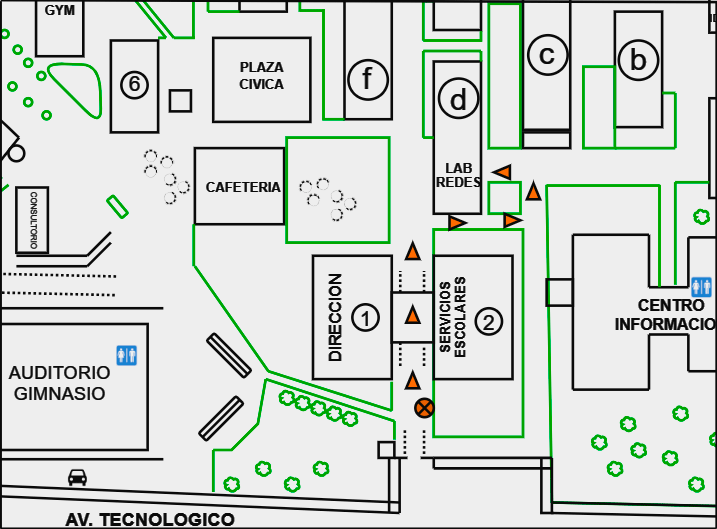 GYM
6
PLAZA
CIVICA
f
d
c
b
LAB
REDES
CAFETERIA
CONSULTORIO
DIRECCION
1
SERVICIOS
ESCOLARES
2
CENTRO
INFORMACIO
AUDITORIO
GIMNASIO
AV. TECNOLOGICO